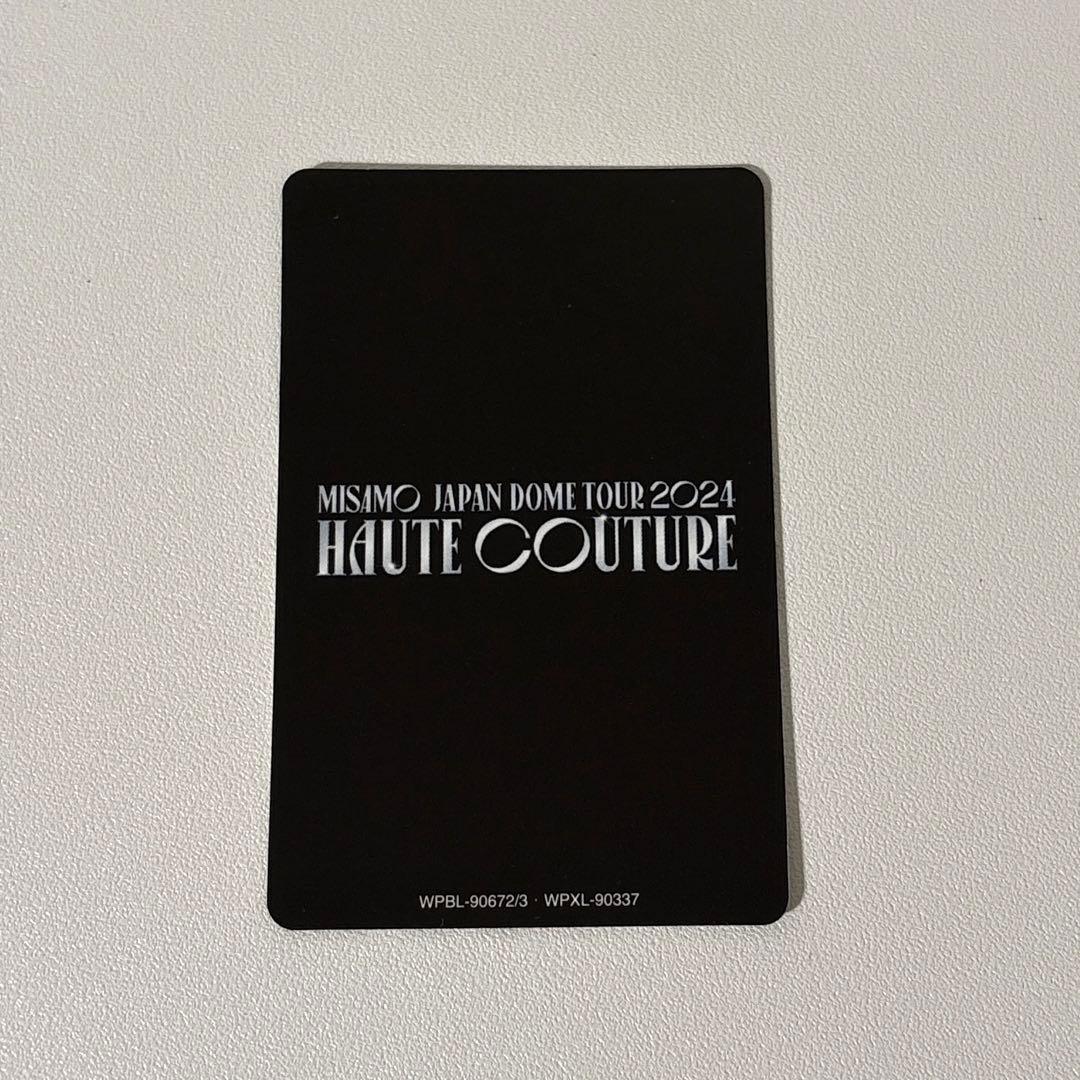 MISAMO JAPAN DOME TOUR 2024
HAUTE COUTURE
WPBL-90672/3 · WPXL-90337